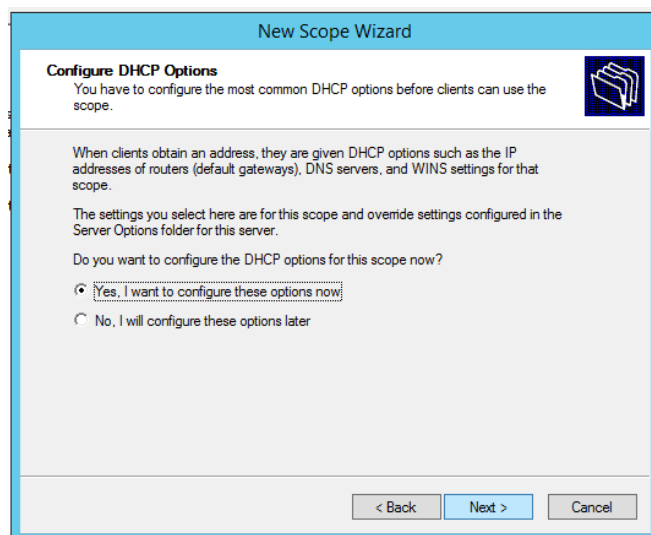 New Scope Wizard
Configure DHCP Options
You have to configure the most common DHCP options before clients can use the
scope.
When clients obtain an address, they are given DHCP options such as the IP
addresses of routers (default gateways), DNS servers, and WINS settings for that
scope.
The settings you select here are for this scope and override settings configured in the
Server Options folder for this server.
Do you want to configure the DHCP options for this scope now?
Yes, I want to configure these options now
No, I will configure these options later
< Back Next > Cancel